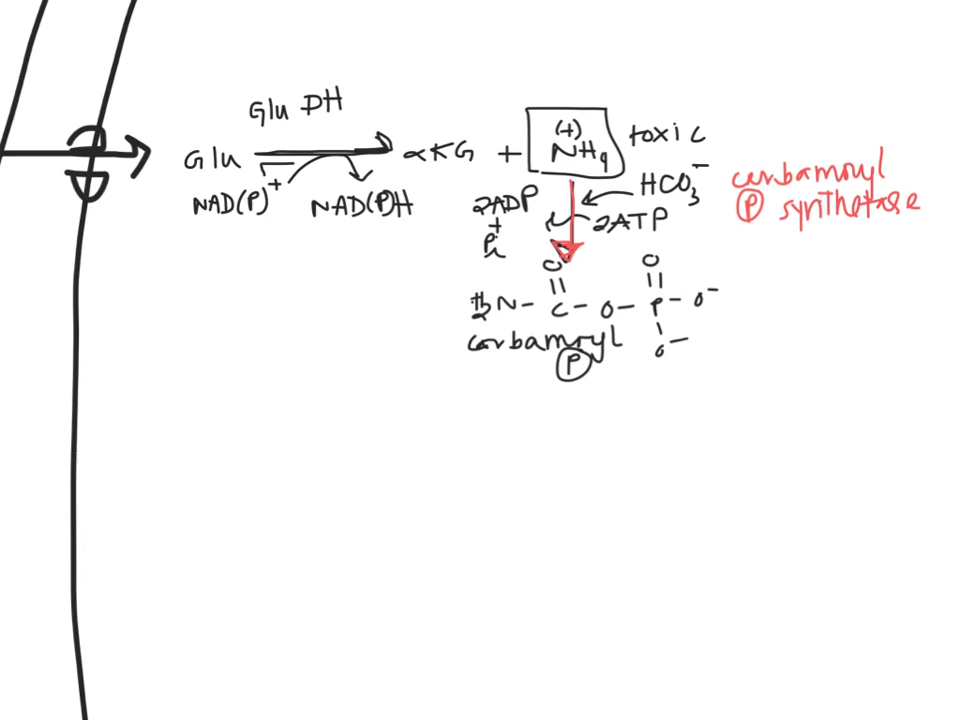 Glu DH
Glu ⇌ αKG + NH4 (+) toxic
NAD(P)+ NAD(P)H
HCO3-
carbamoyl
P synthetase
2ADP 2ATP
+
Pi
O O
|| ||
H2N - C - O - P - O-
\
O-
carbamoyl
P